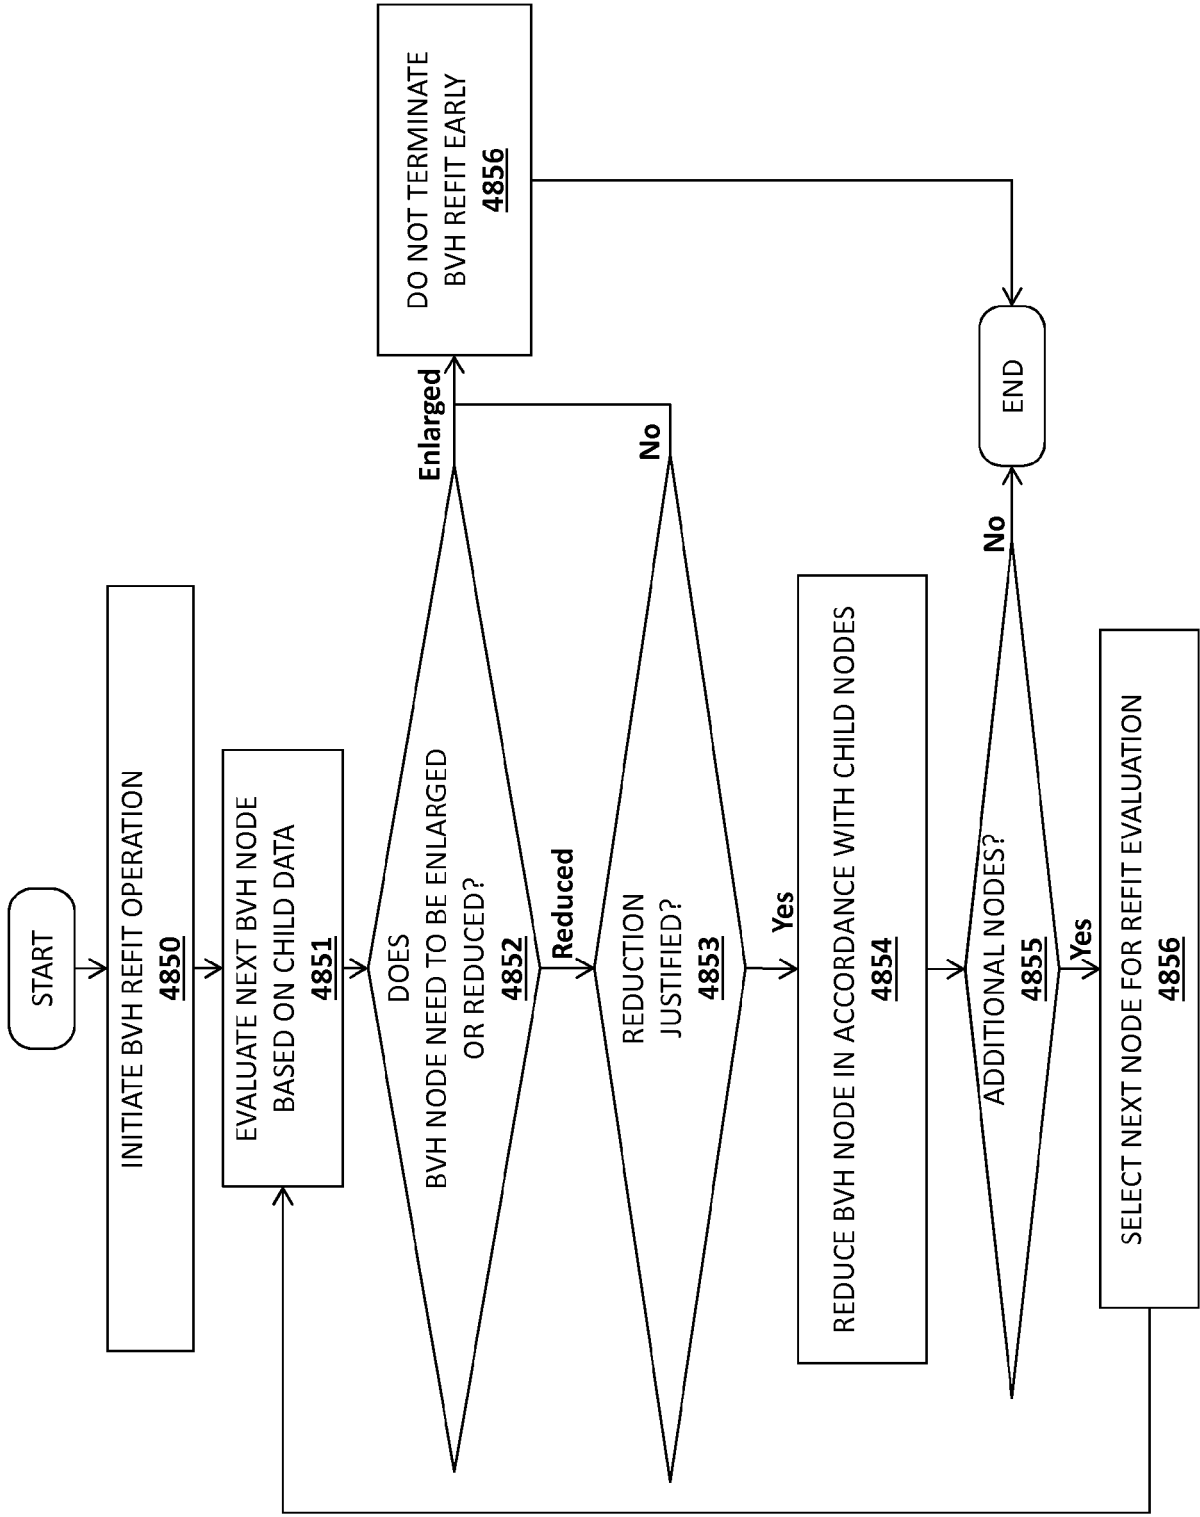 START
INITIATE BVH REFIT OPERATION
4850
EVALUATE NEXT BVH NODE
BASED ON CHILD DATA
4851
DOES
BVH NODE NEED TO BE ENLARGED
OR REDUCED?
4852
Enlarged
DO NOT TERMINATE
BVH REFIT EARLY
4856
Reduced
REDUCTION
JUSTIFIED?
4853
No
Yes
REDUCE BVH NODE IN ACCORDANCE WITH CHILD NODES
4854
ADDITIONAL NODES?
4855
No
END
Yes
SELECT NEXT NODE FOR REFIT EVALUATION
4856